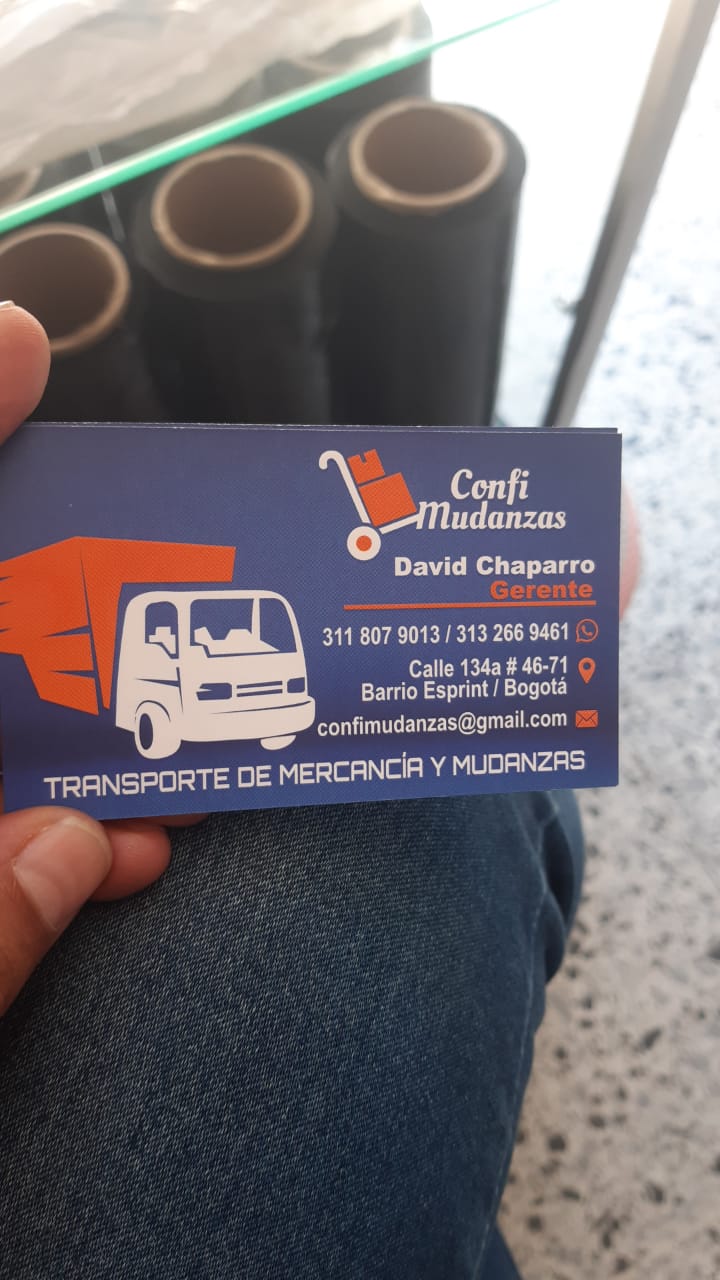 Confi
Mudanzas
David Chaparro
Gerente
311 807 9013 / 313 266 9461
Calle 134a # 46-71
Barrio Esprint / Bogotá
confimudanzas@gmail.com
TRANSPORTE DE MERCANCÍA Y MUDANZAS